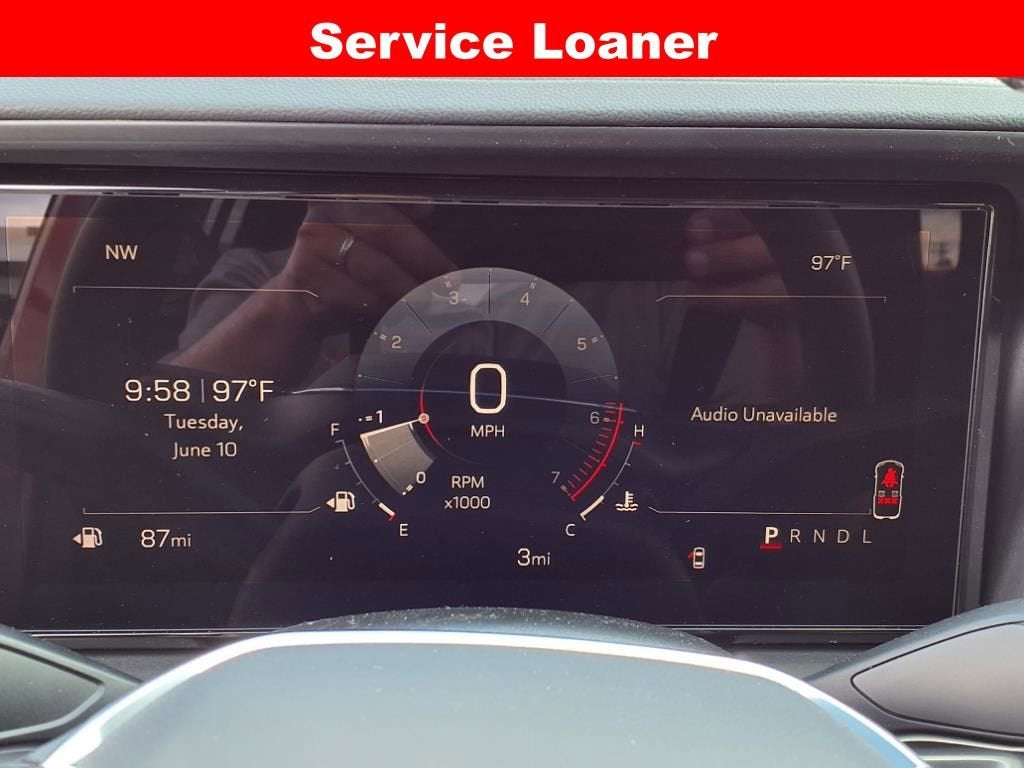 Service Loaner
NW
97°F
3
4
2
5
9:58 | 97°F
0
Audio Unavailable
Tuesday,
1
6
F
MPH
H
June 10
0
RPM
7
x1000
E
C
87mi
P R N D L
3mi